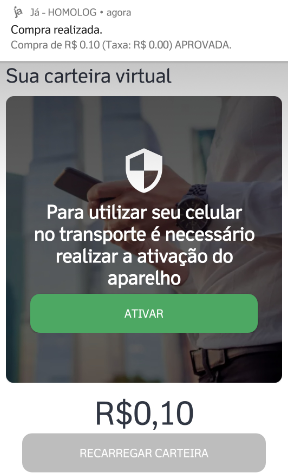 Já - HOMOLOG • agora
Compra realizada.
Compra de R$ 0.10 (Taxa: R$ 0.00) APROVADA.
Sua carteira virtual
Para utilizar seu celular
no transporte é necessário
realizar a ativação do
aparelho
ATIVAR
R$0,10
RECARREGAR CARTEIRA